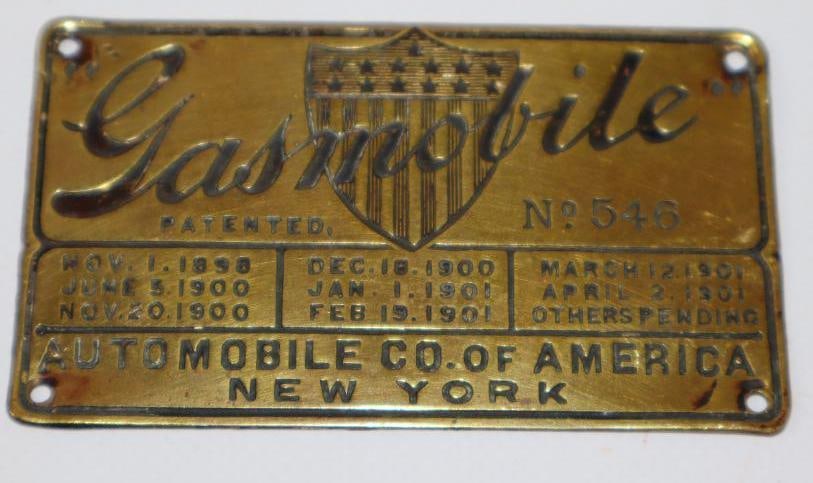 "Gasmobile"
PATENTED, Nº 546
NOV. 1. 1898
JUNE 5. 1900
NOV. 20. 1900
DEC. 18. 1900
JAN. 1. 1901
FEB 19. 1901
MARCH 12. 1901
APRIL 2. 1901
OTHERS PENDING
AUTOMOBILE CO. OF AMERICA
NEW YORK